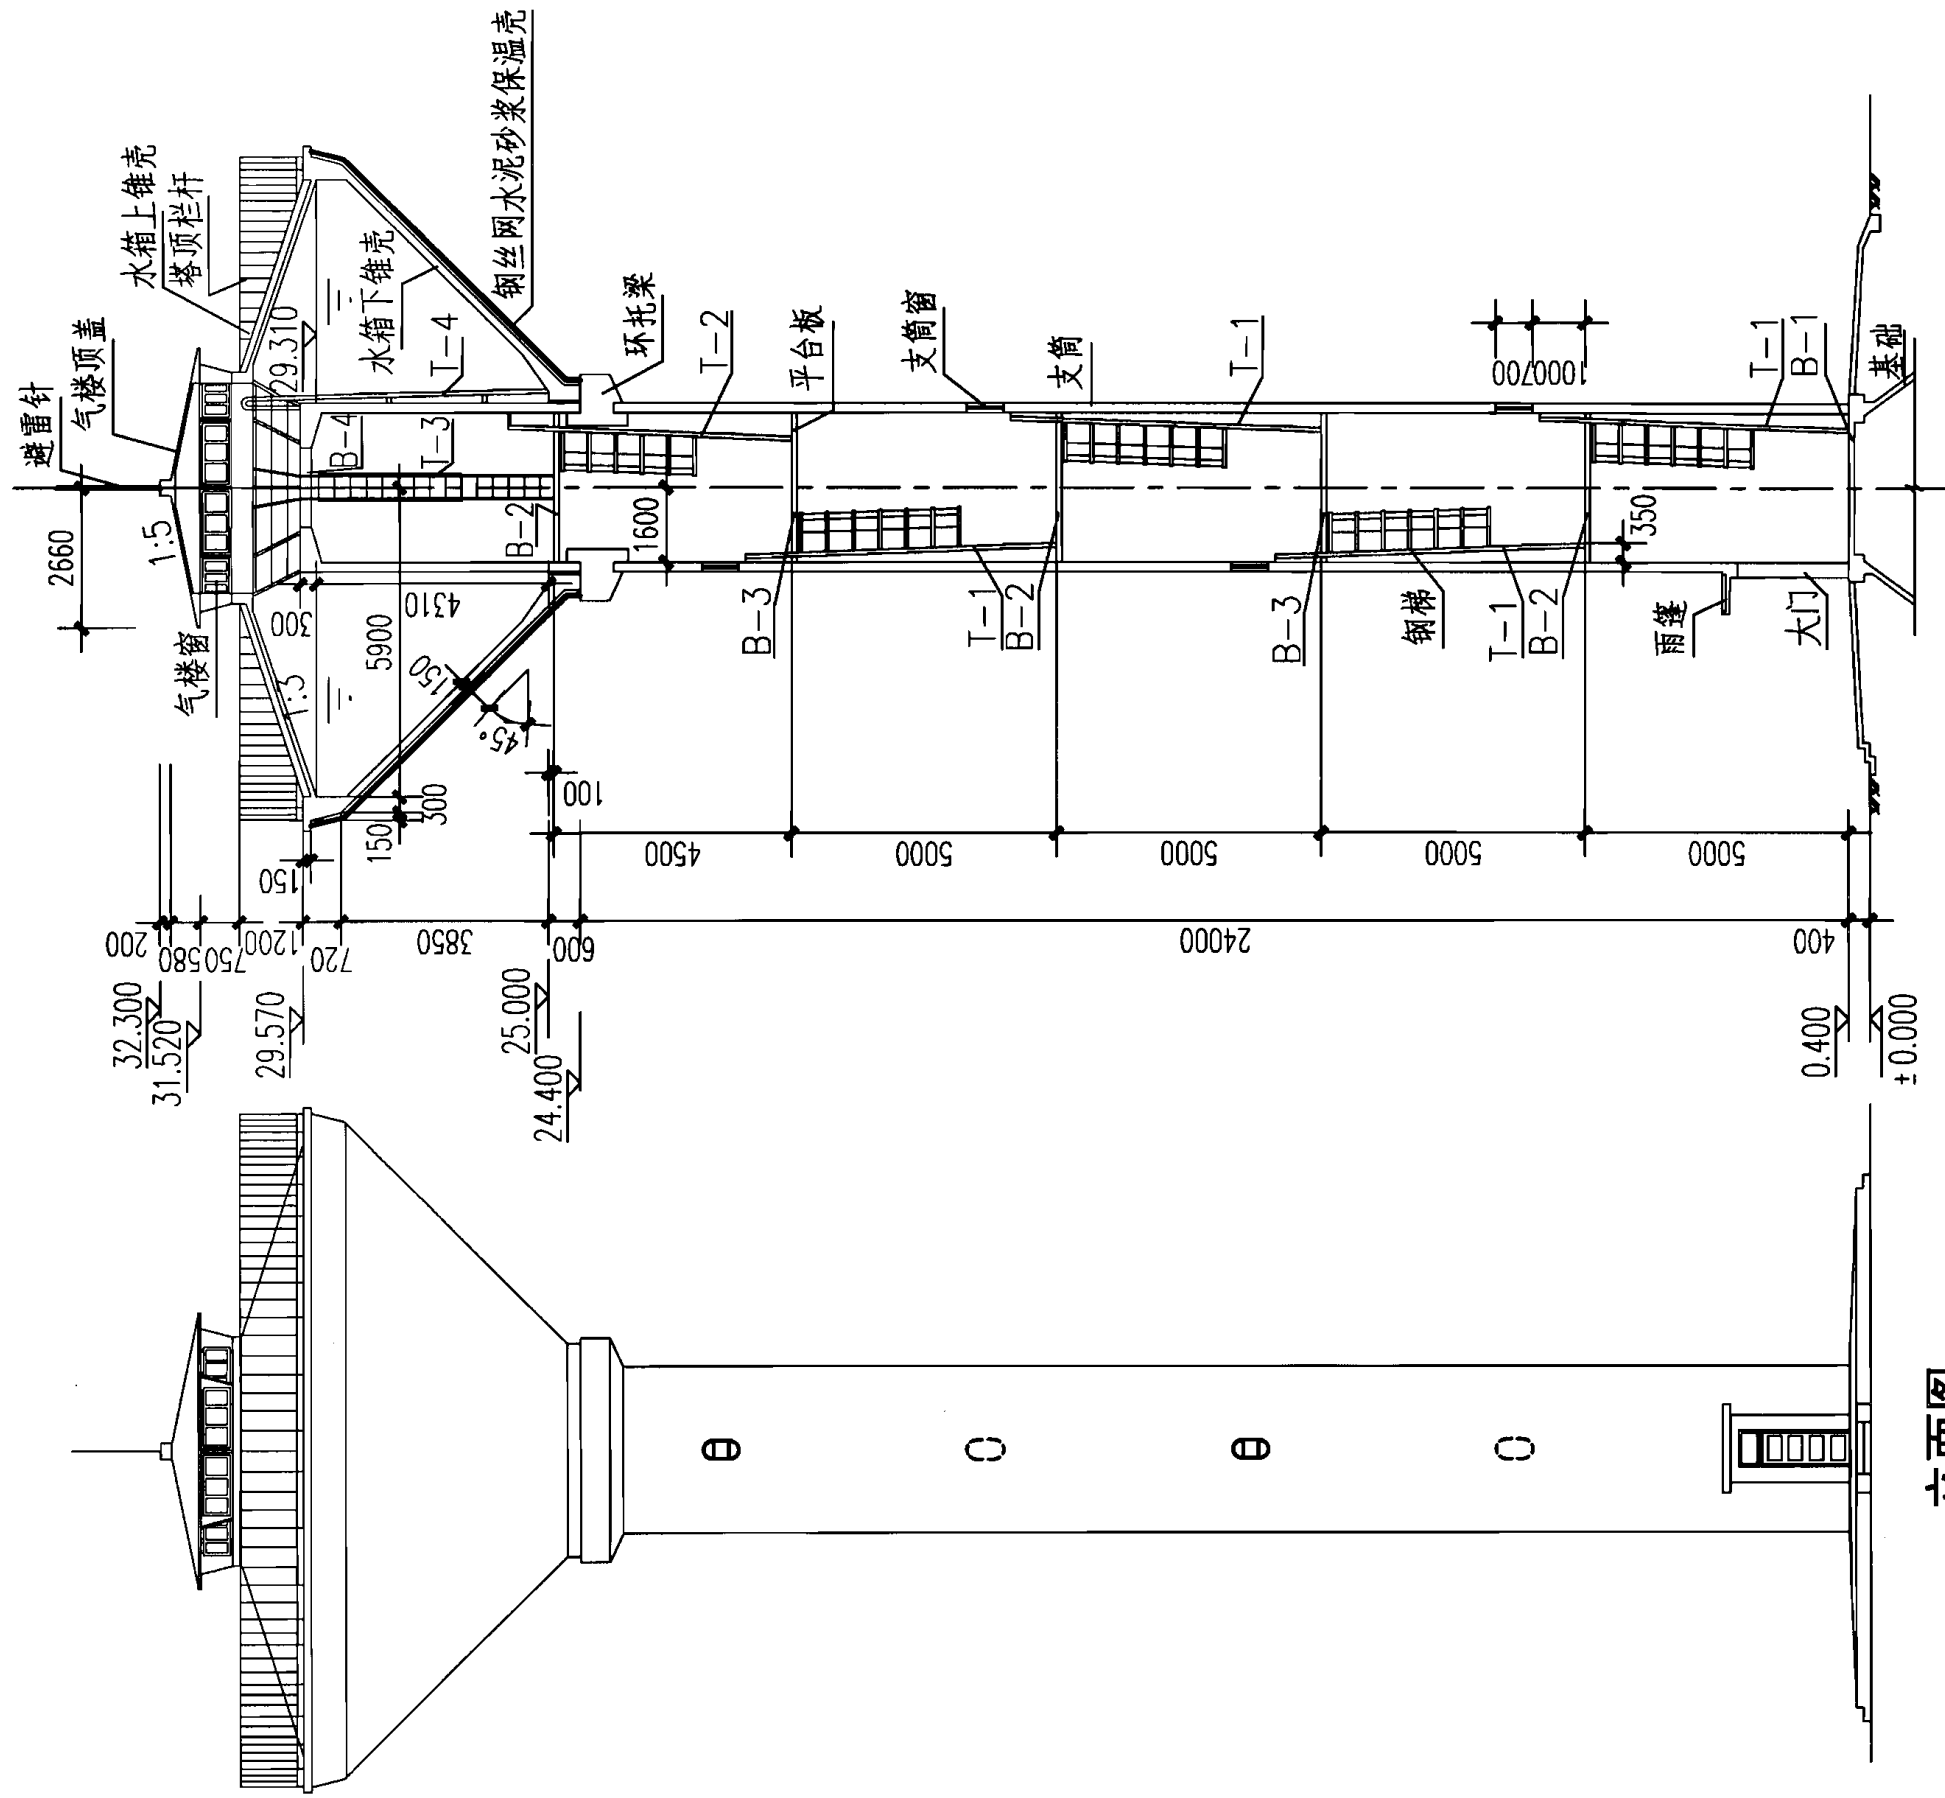 避雷针
气楼顶盖
水箱上锥壳
塔顶栏杆
29.310
水箱下锥壳
T-4
钢丝网水泥砂浆保温壳
环托梁
T-2
平台板
支筒窗
支筒
T-1
1000
700
T-1
B-1
基础
2660
1:5
B-4
T-3
B-2
1600
350
气楼窗
1:3
300
4310
5900
150
45°
B-3
T-1
B-2
B-3
钢梯
T-1
B-2
雨篷
大门
150
300
150
100
4500
5000
5000
5000
5000
200
580
750
1200
720
3850
600
24000
400
32.300
31.520
29.570
25.000
24.400
0.400
±0.000
立面图